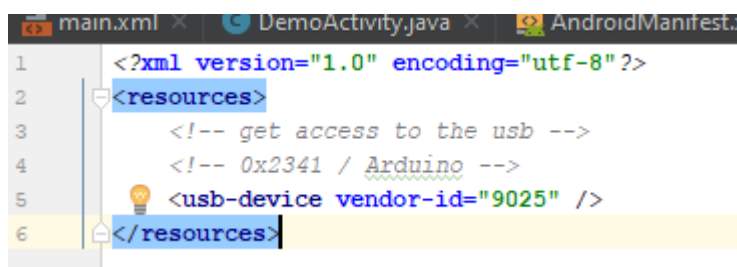 main.xml DemoActivity.java AndroidManifest.
1 <?xml version="1.0" encoding="utf-8"?>
2 <resources>
3 <!-- get access to the usb -->
4 <!-- 0x2341 / Arduino -->
5 <usb-device vendor-id="9025" />
6 </resources>